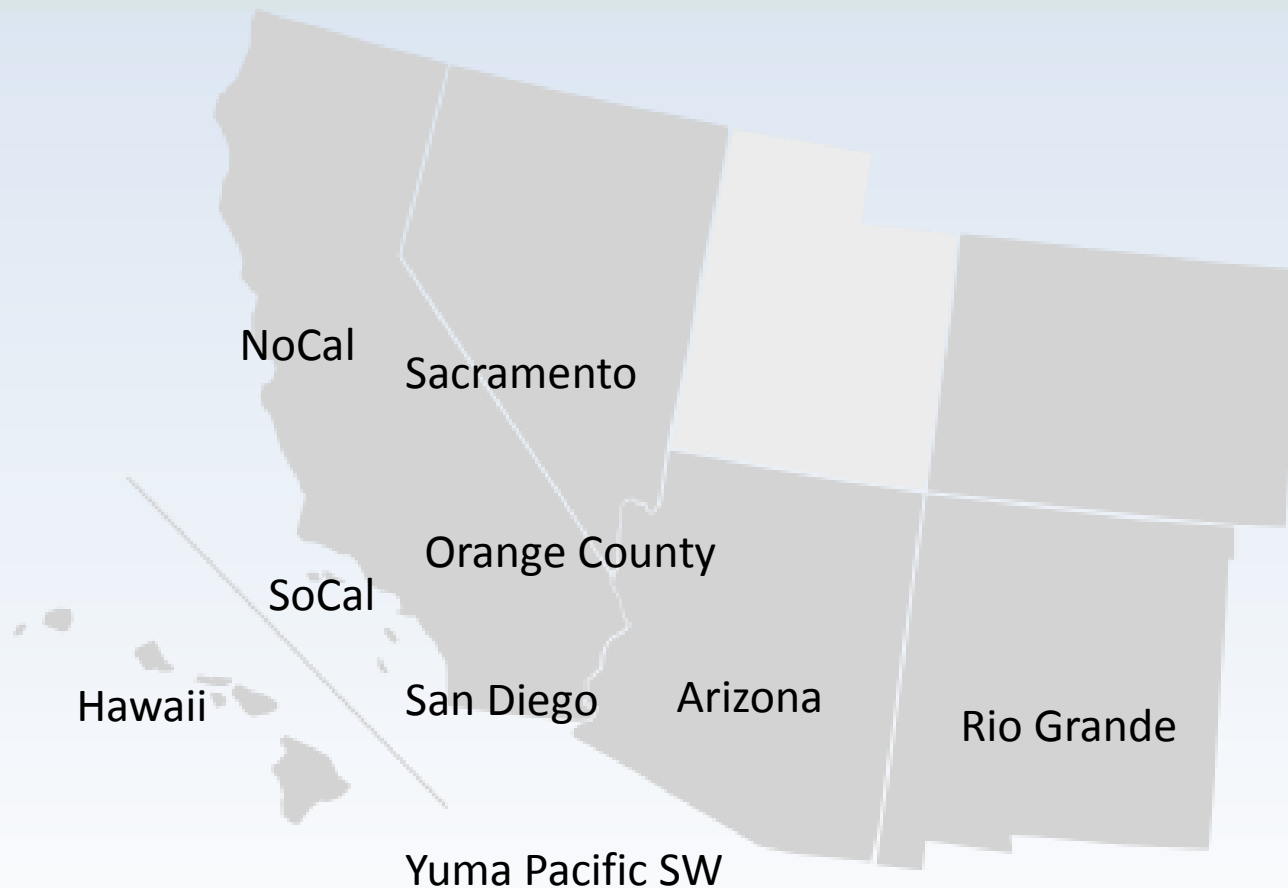 NoCal
Sacramento
Orange County
SoCal
Hawaii
San Diego
Arizona
Rio Grande
Yuma Pacific SW